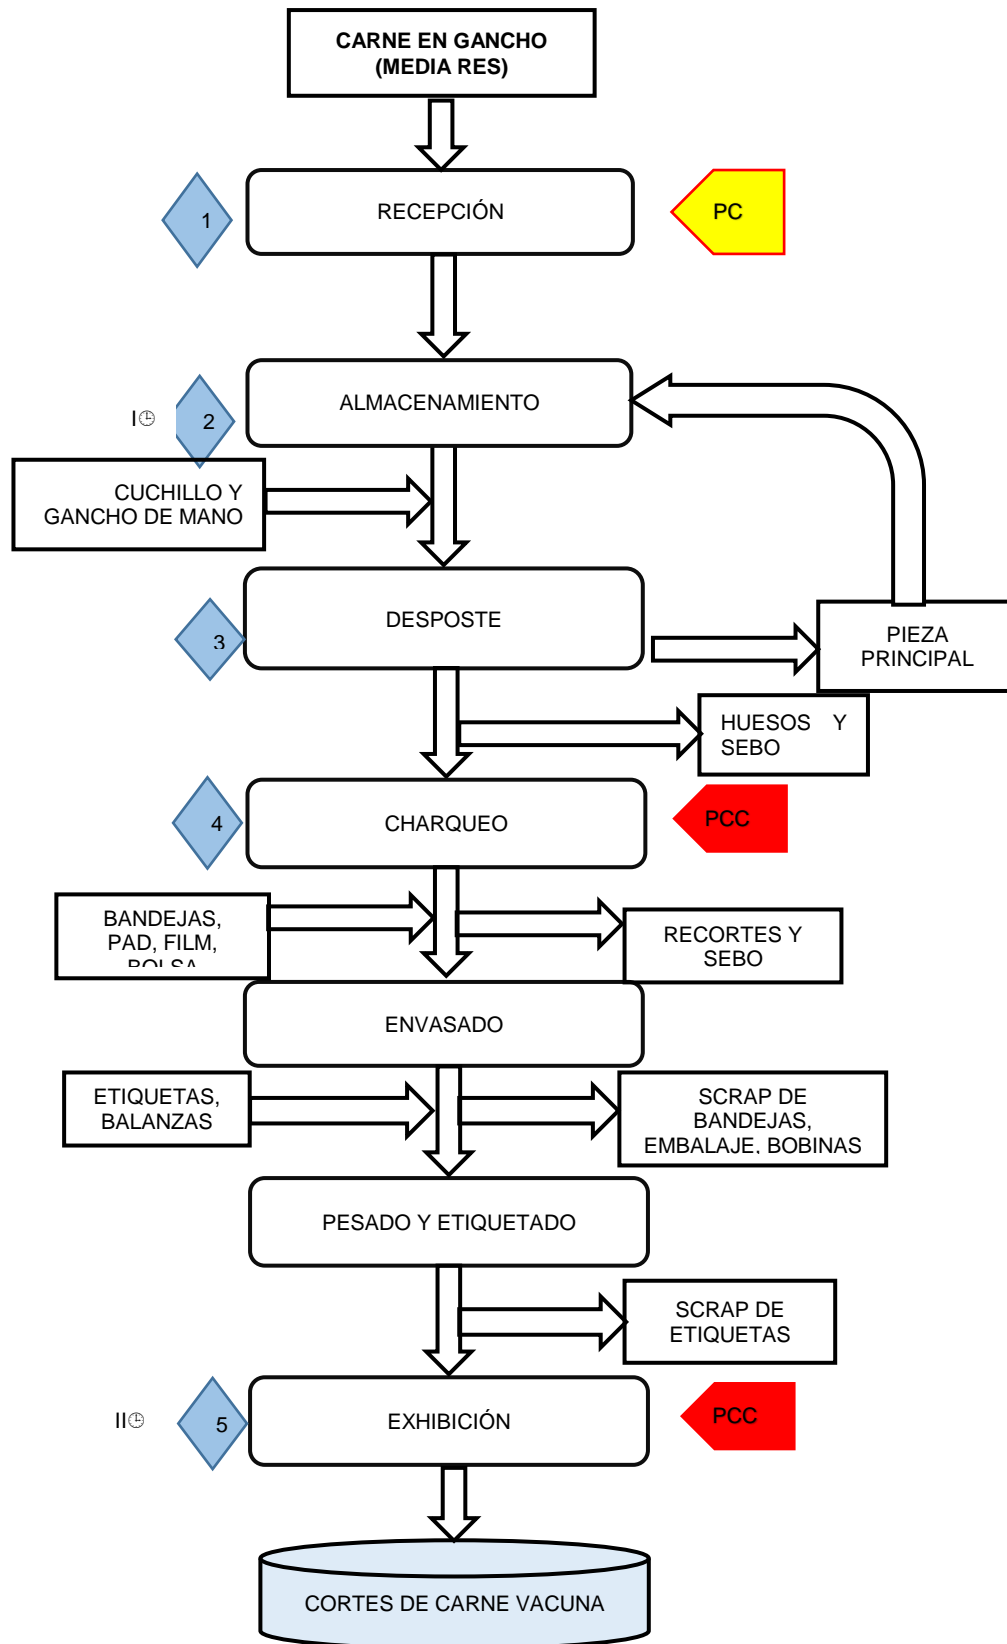 CARNE EN GANCHO
(MEDIA RES)
1
RECEPCIÓN
PC
I🕒
2
ALMACENAMIENTO
CUCHILLO Y
GANCHO DE MANO
3
DESPOSTE
PIEZA
PRINCIPAL
HUESOS Y
SEBO
4
CHARQUEO
PCC
BANDEJAS,
PAD, FILM,
BOLSA
RECORTES Y
SEBO
ENVASADO
ETIQUETAS,
BALANZAS
SCRAP DE
BANDEJAS,
EMBALAJE, BOBINAS
PESADO Y ETIQUETADO
SCRAP DE
ETIQUETAS
II🕒
5
EXHIBICIÓN
PCC
CORTES DE CARNE VACUNA